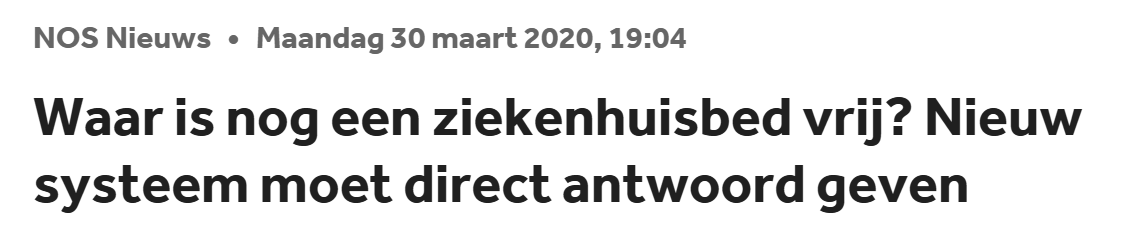 NOS Nieuws • Maandag 30 maart 2020, 19:04
Waar is nog een ziekenhuisbed vrij? Nieuw
systeem moet direct antwoord geven